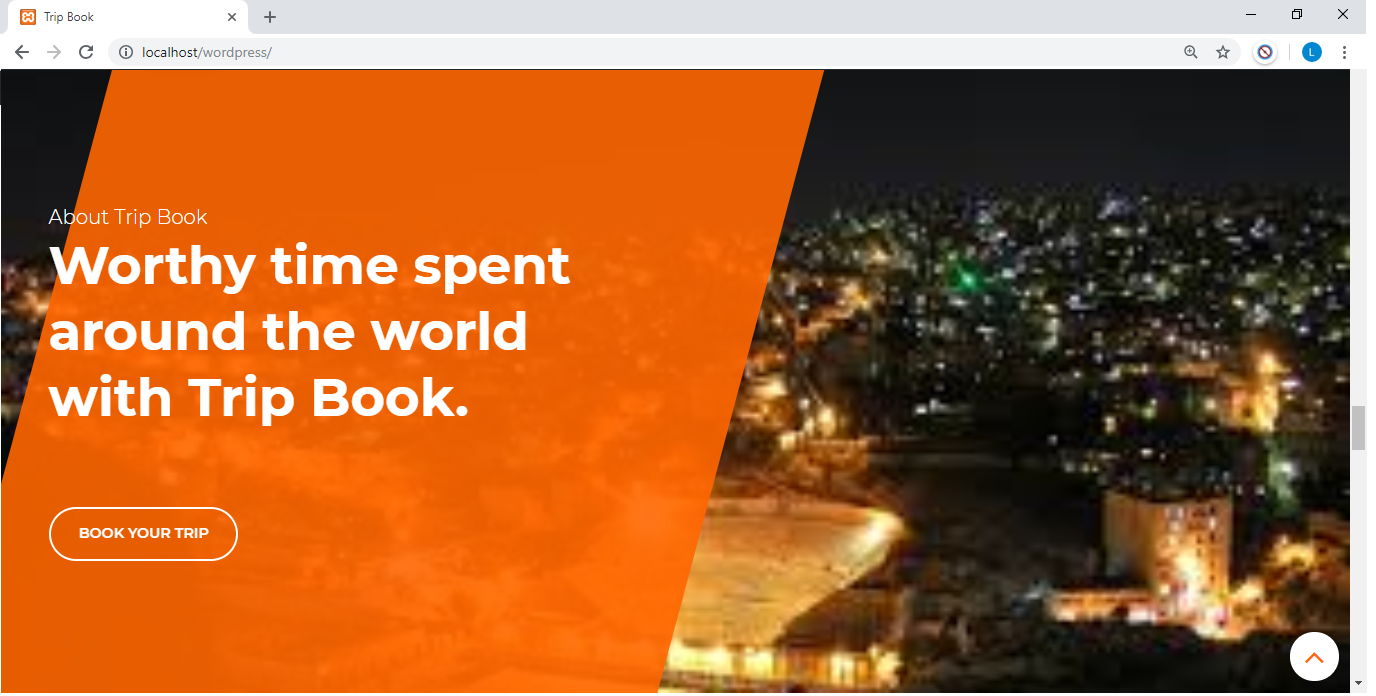 Trip Book
localhost/wordpress/
L
About Trip Book
Worthy time spent
around the world
with Trip Book.
BOOK YOUR TRIP